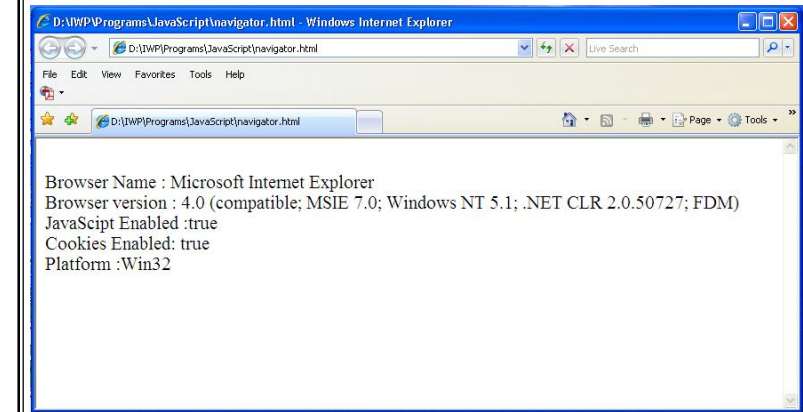 D:\IWP\Programs\JavaScript\navigator.html - Windows Internet Explorer
D:\IWP\Programs\JavaScript\navigator.html Live Search
File Edit View Favorites Tools Help
D:\IWP\Programs\JavaScript\navigator.html Page Tools »
Browser Name : Microsoft Internet Explorer
Browser version : 4.0 (compatible; MSIE 7.0; Windows NT 5.1; .NET CLR 2.0.50727; FDM)
JavaScipt Enabled :true
Cookies Enabled: true
Platform :Win32